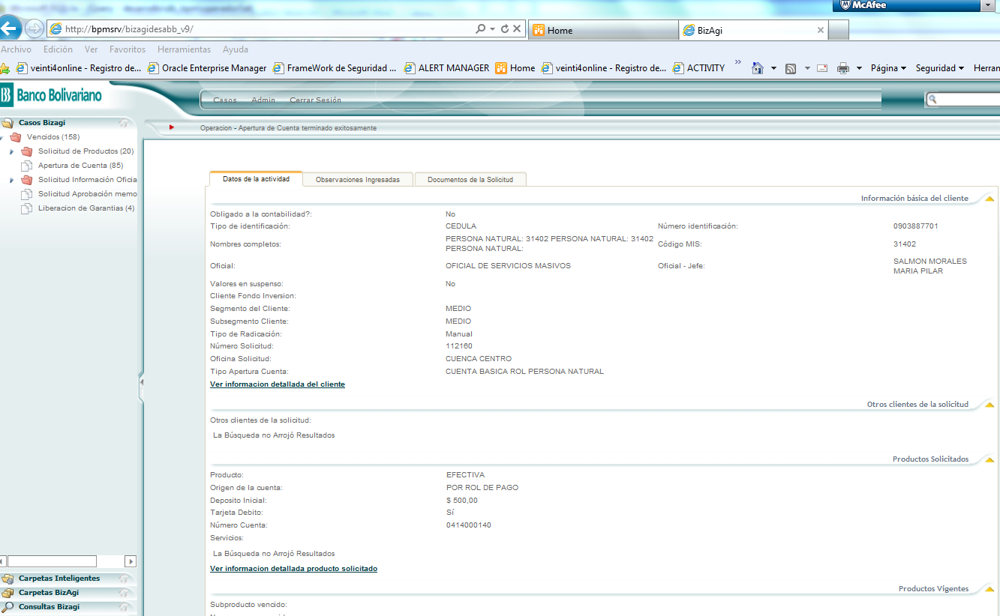 McAfee
http://bpmsrv/bizagidesabb_v9/
Home
BizAgi
Archivo Edición Ver Favoritos Herramientas Ayuda
veinti4online - Registro de... Oracle Enterprise Manager FrameWork de Seguridad ... ALERT MANAGER Home veinti4online - Registro de... ACTIVITY » Página Seguridad Herran
Banco Bolivariano
Casos Admin Cerrar Sesión
Casos Bizagi
Operacion - Apertura de Cuenta terminado exitosamente
Vencidos (158)
Solicitud de Productos (20)
Apertura de Cuenta (85)
Solicitud Información Oficia
Solicitud Aprobación memo
Liberacion de Garantias (4)
Datos de la actividad Observaciones Ingresadas Documentos de la Solicitud
Información básica del cliente
Obligado a la contabilidad?: No
Tipo de identificación: CEDULA Número identificación: 0903887701
Nombres completos: PERSONA NATURAL: 31402 PERSONA NATURAL: 31402
PERSONA NATURAL: Código MIS: 31402
Oficial: OFICIAL DE SERVICIOS MASIVOS Oficial - Jefe: SALMON MORALES
MARIA PILAR
Valores en suspenso: No
Cliente Fondo Inversion:
Segmento del Cliente: MEDIO
Subsegmento Cliente: MEDIO
Tipo de Radicación: Manual
Número Solicitud: 112160
Oficina Solicitud: CUENCA CENTRO
Tipo Apertura Cuenta: CUENTA BASICA ROL PERSONA NATURAL
Ver informacion detallada del cliente
Otros clientes de la solicitud
Otros clientes de la solicitud:
La Búsqueda no Arrojó Resultados
Productos Solicitados
Producto: EFECTIVA
Origen de la cuenta: POR ROL DE PAGO
Deposito Inicial: $ 500,00
Tarjeta Debito: Sí
Número Cuenta: 0414000140
Servicios:
La Búsqueda no Arrojó Resultados
Ver informacion detallada producto solicitado
Productos Vigentes
Subproducto vencido:
Carpetas Inteligentes
Carpetas BizAgi
Consultas Bizagi